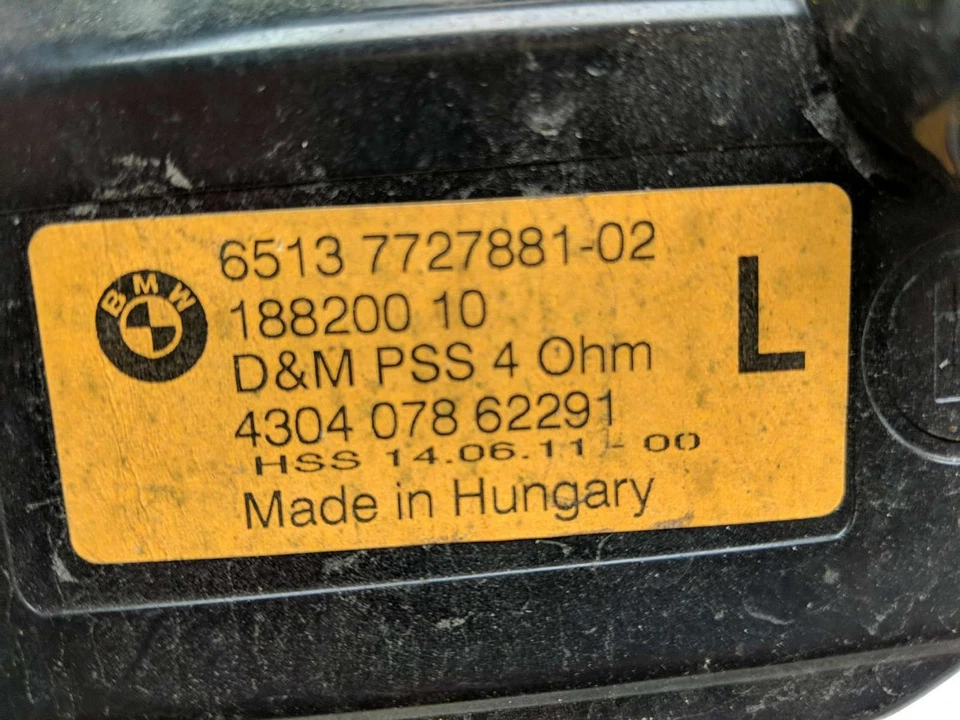 BMW
6513 7727881-02
188200 10
D&M PSS 4 Ohm
4304 078 62291
HSS 14.06.11 - 00
Made in Hungary
L